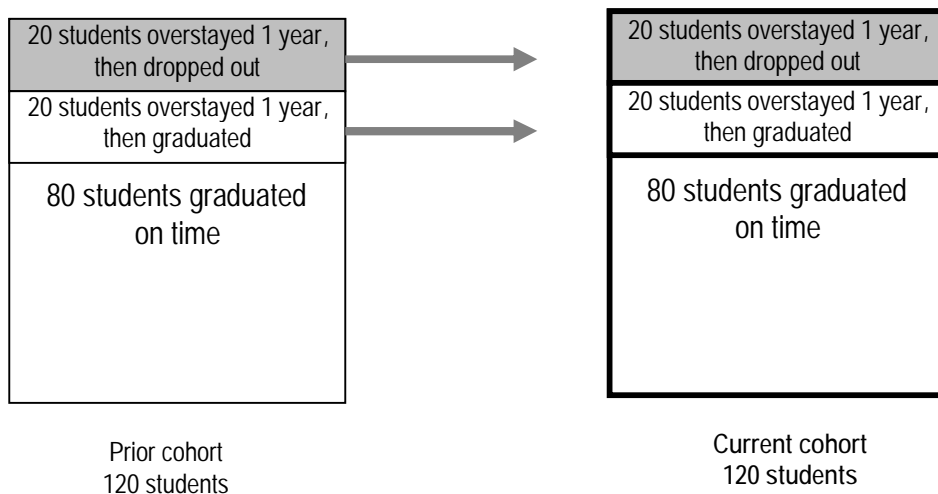 20 students overstayed 1 year,
then dropped out
20 students overstayed 1 year,
then graduated
80 students graduated
on time
Prior cohort
120 students
20 students overstayed 1 year,
then dropped out
20 students overstayed 1 year,
then graduated
80 students graduated
on time
Current cohort
120 students